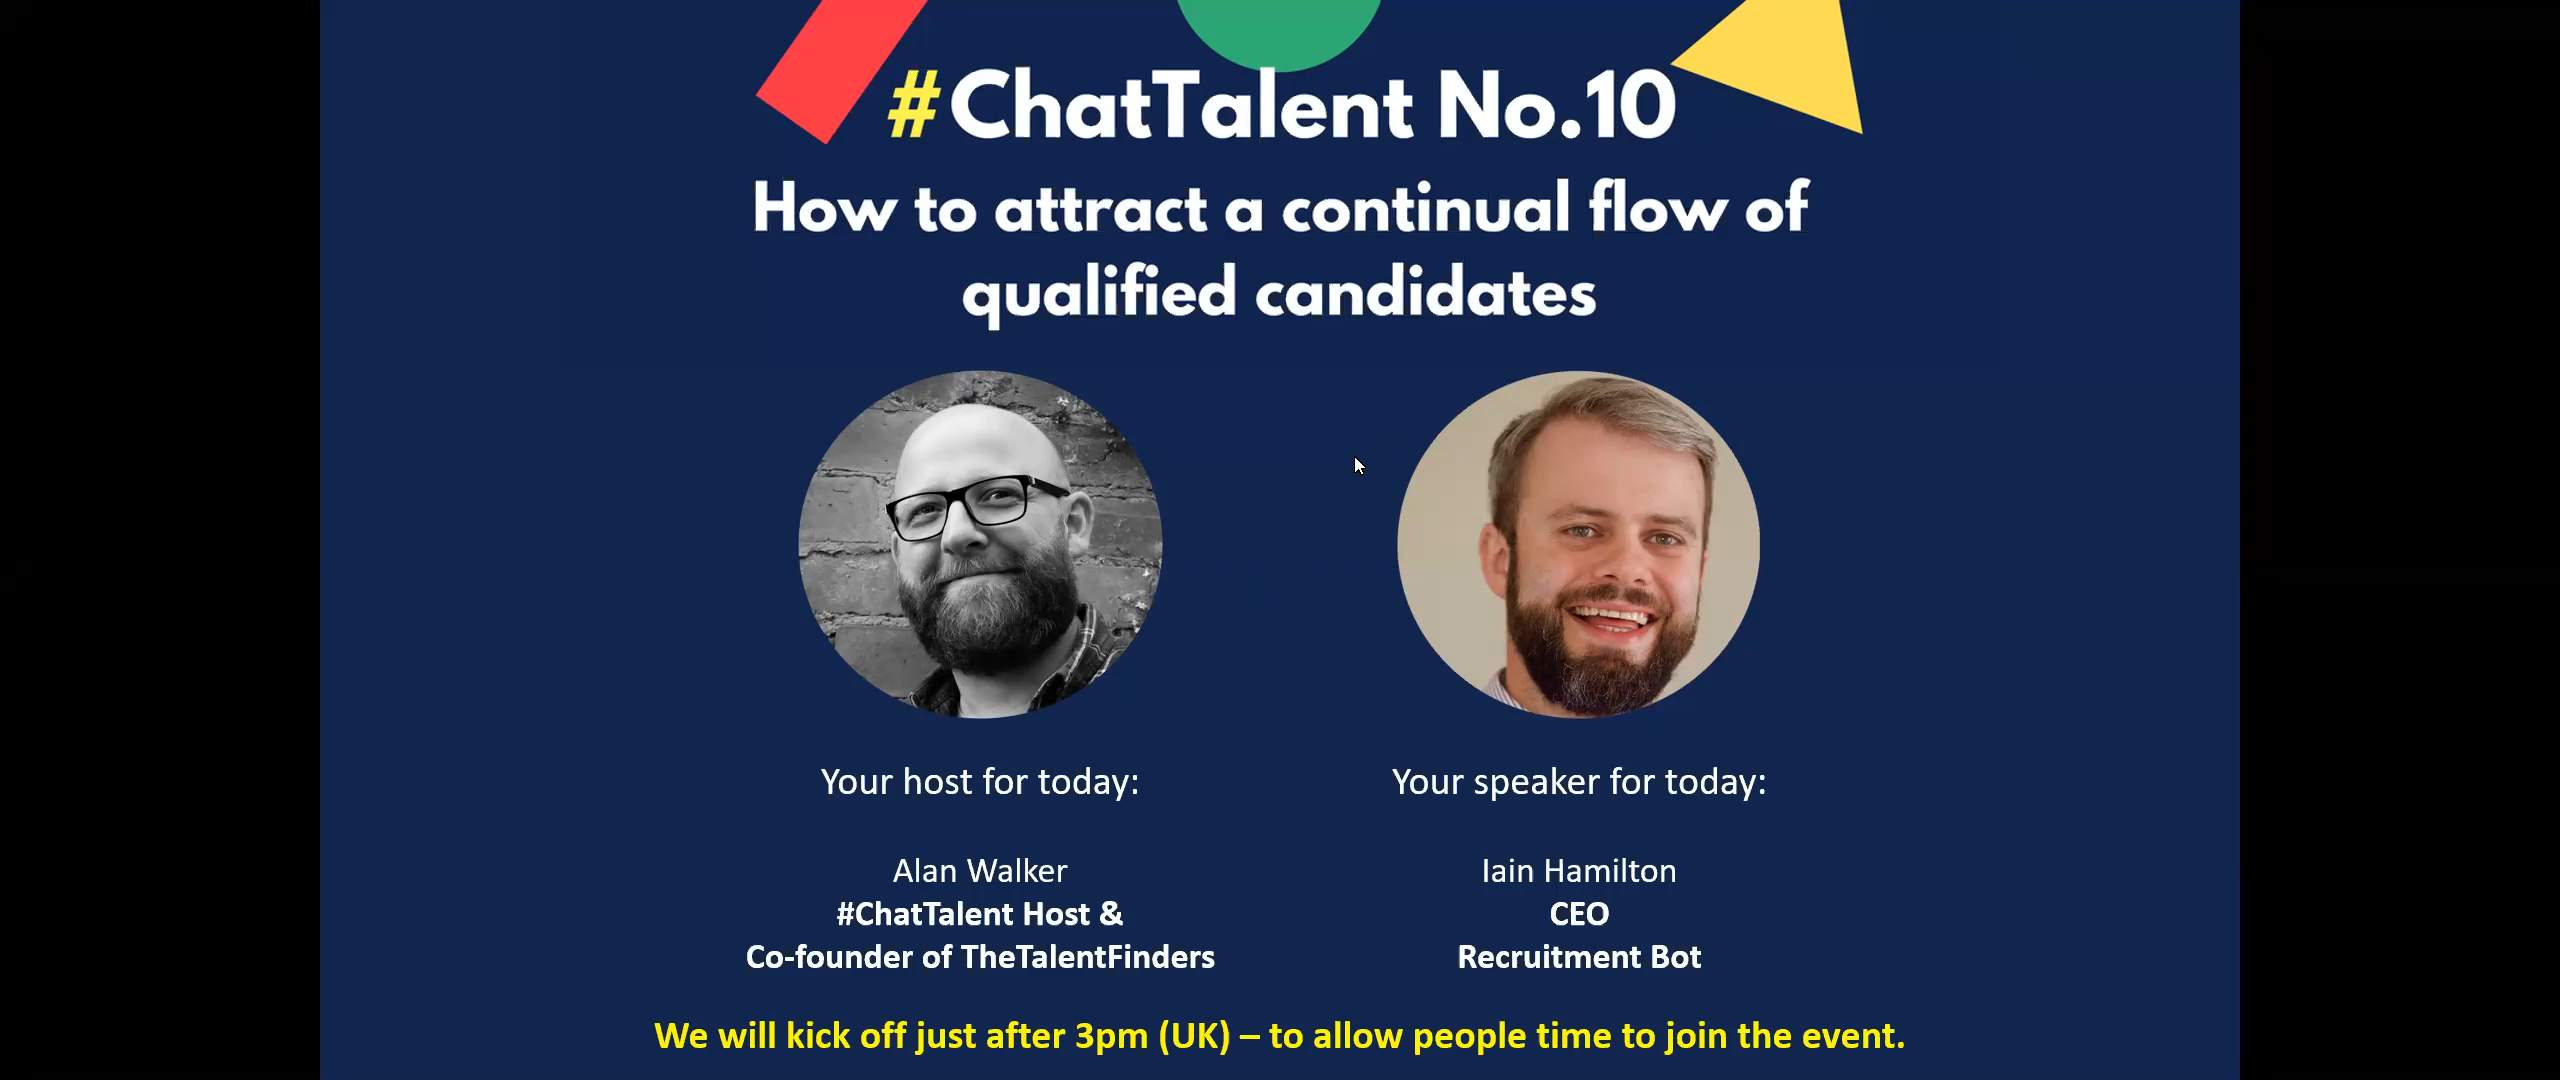 #ChatTalent No.10
How to attract a continual flow of
qualified candidates
Your host for today:
Alan Walker
#ChatTalent Host &
Co-founder of TheTalentFinders
Your speaker for today:
Iain Hamilton
CEO
Recruitment Bot
We will kick off just after 3pm (UK) – to allow people time to join the event.